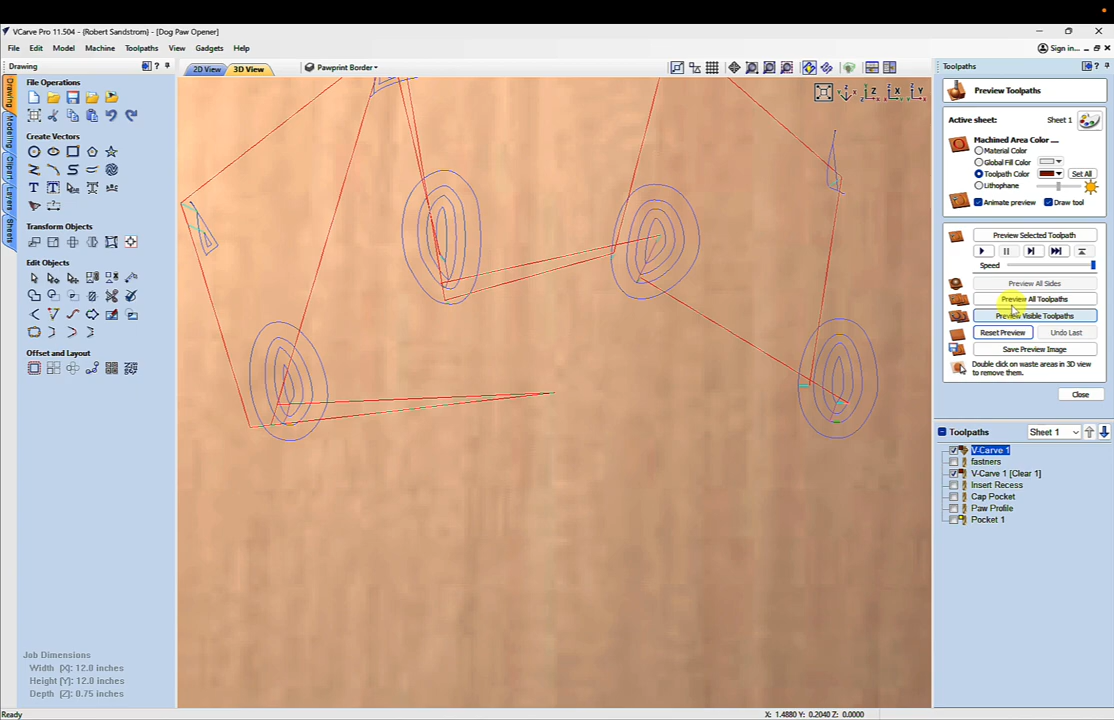 VCarve Pro 11.504 - {Robert Sandstrom} - [Dog Paw Opener]
File Edit Model Machine Toolpaths View Gadgets Help
Sign in...
Drawing
2D View 3D View Pawprint Border
Toolpaths
File Operations
Create Vectors
Transform Objects
Edit Objects
Offset and Layout
Drawing
Modeling
Clipart
Layers
Sheets
Job Dimensions
Width (X): 12.0 inches
Height (Y): 12.0 inches
Depth (Z): 0.75 inches
Ready
X: 1.4880 Y: 0.2040 Z: 0.0000
Preview Toolpaths
Active sheet: Sheet 1
Machined Area Color ....
Material Color
Global Fill Color
Toolpath Color Set All
Lithophane
Animate preview Draw tool
Preview Selected Toolpath
Speed
Preview All Sides
Preview All Toolpaths
Preview Visible Toolpaths
Reset Preview Undo Last
Save Preview Image
Double click on waste areas in 3D view
to remove them.
Close
Toolpaths Sheet 1
V-Carve 1
fastners
V-Carve 1 [Clear 1]
Insert Recess
Cap Pocket
Paw Profile
Pocket 1